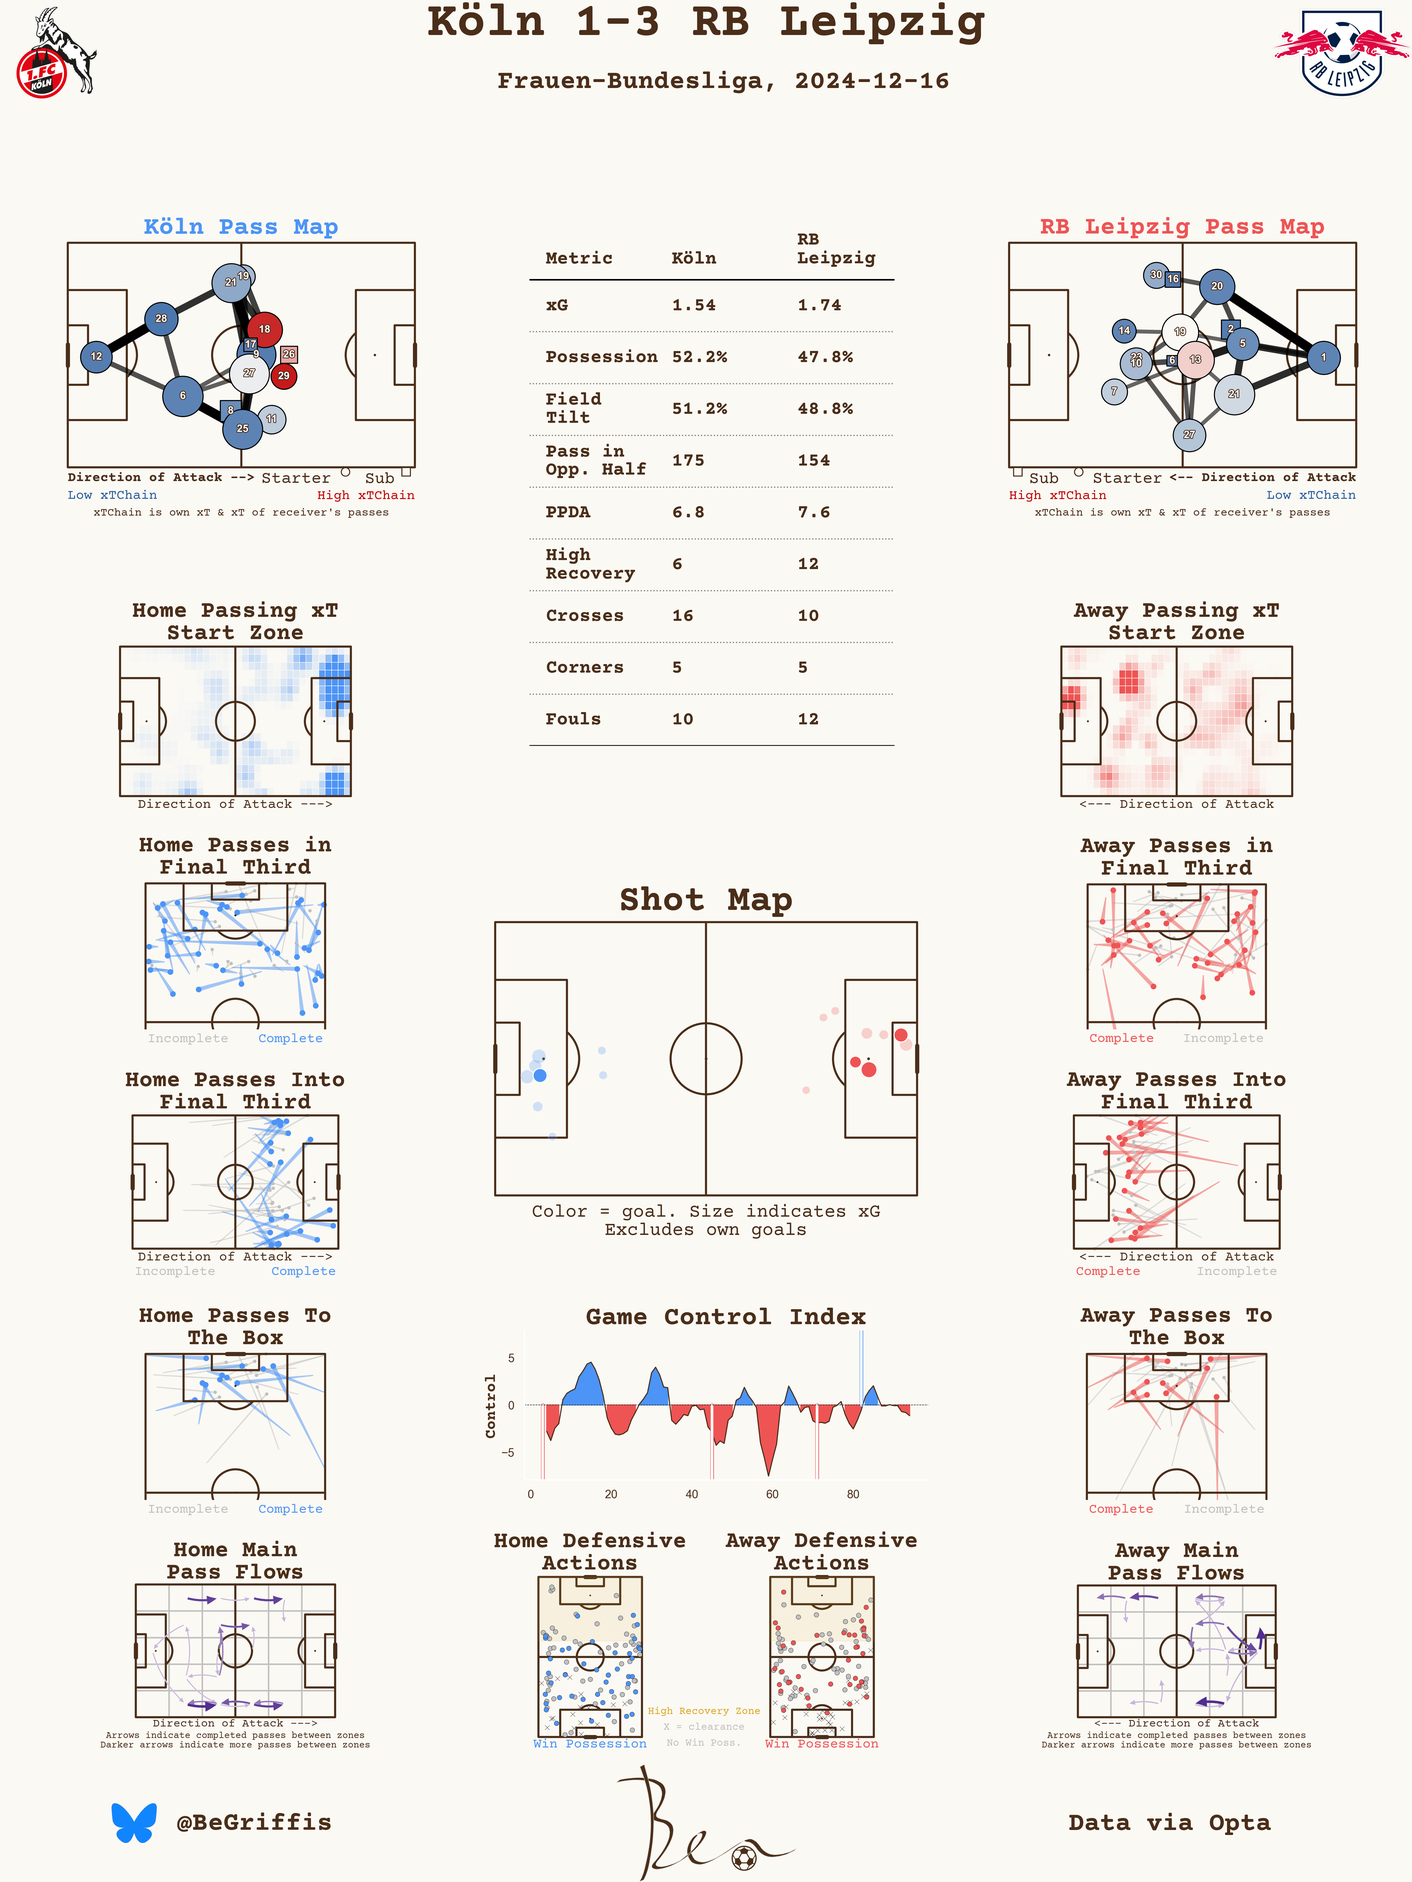 Köln 1-3 RB Leipzig
Frauen-Bundesliga, 2024-12-16
1.FC
KÖLN
RB LEIPZIG
Köln Pass Map
21
19
28
18
12
17
9
26
27
29
6
8
11
25
Direction of Attack --> Starter Sub
Low xTChain High xTChain
xTChain is own xT & xT of receiver's passes
Metric Köln RB Leipzig
xG 1.54 1.74
Possession 52.2% 47.8%
Field Tilt 51.2% 48.8%
Pass in Opp. Half 175 154
PPDA 6.8 7.6
High Recovery 6 12
Crosses 16 10
Corners 5 5
Fouls 10 12
RB Leipzig Pass Map
30
16
20
14
19
2
5
23
10
6
13
1
7
21
27
Sub Starter <-- Direction of Attack
High xTChain Low xTChain
xTChain is own xT & xT of receiver's passes
Home Passing xT
Start Zone
Direction of Attack --->
Away Passing xT
Start Zone
<--- Direction of Attack
Home Passes in
Final Third
Incomplete Complete
Away Passes in
Final Third
Complete Incomplete
Shot Map
Color = goal. Size indicates xG
Excludes own goals
Home Passes Into
Final Third
Direction of Attack --->
Incomplete Complete
Away Passes Into
Final Third
<--- Direction of Attack
Complete Incomplete
Home Passes To
The Box
Incomplete Complete
Game Control Index
Control
5
0
−5
0 20 40 60 80
Away Passes To
The Box
Complete Incomplete
Home Main
Pass Flows
Direction of Attack --->
Arrows indicate completed passes between zones
Darker arrows indicate more passes between zones
Home Defensive
Actions
Win Possession
High Recovery Zone
X = clearance
No Win Poss.
Away Defensive
Actions
Win Possession
Away Main
Pass Flows
<--- Direction of Attack
Arrows indicate completed passes between zones
Darker arrows indicate more passes between zones
@BeGriffis
Ben
Data via Opta